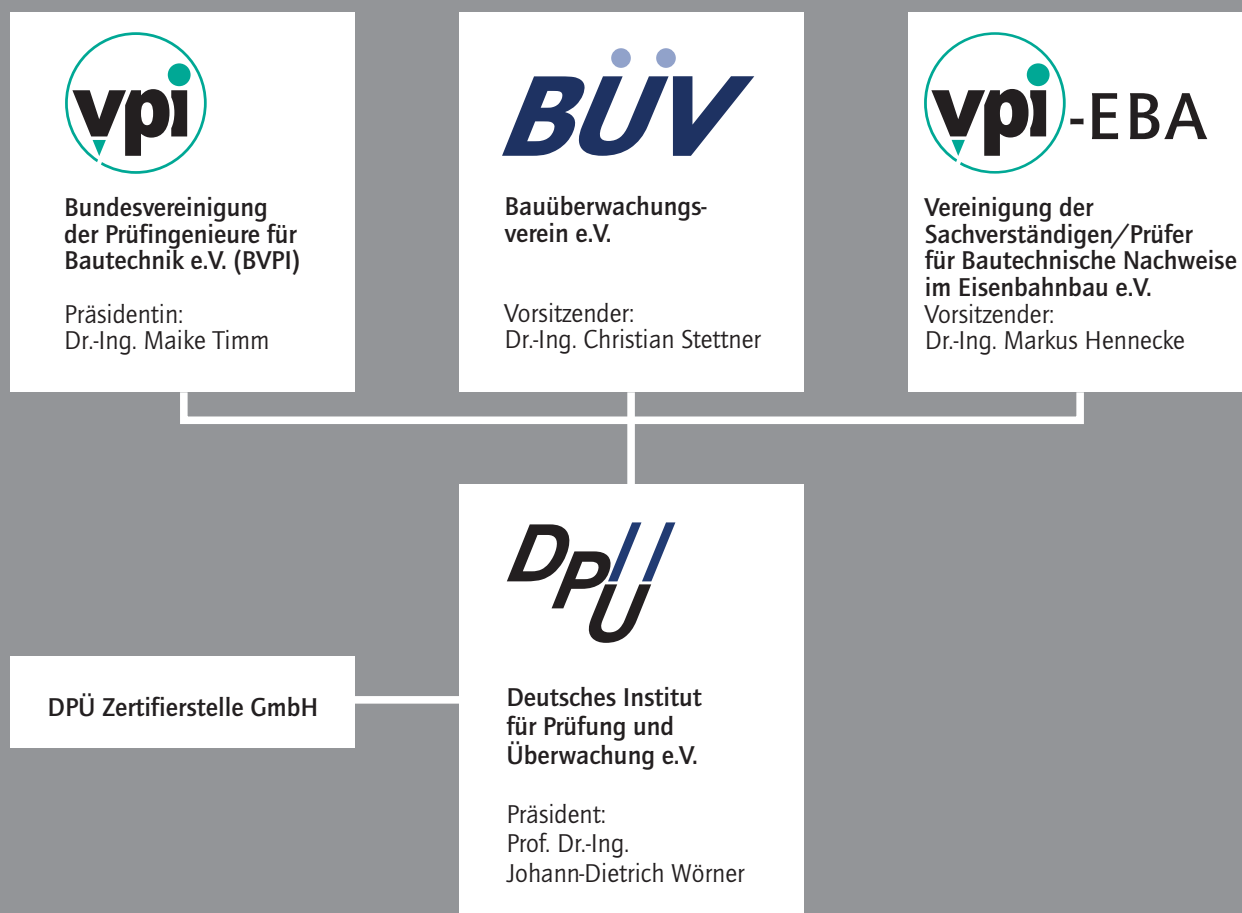 vpi
Bundesvereinigung
der Prüfingenieure für
Bautechnik e.V. (BVPI)
Präsidentin:
Dr.-Ing. Maike Timm
BÜV
Bauüberwachungs-
verein e.V.
Vorsitzender:
Dr.-Ing. Christian Stettner
vpi-EBA
Vereinigung der
Sachverständigen/Prüfer
für Bautechnische Nachweise
im Eisenbahnbau e.V.
Vorsitzender:
Dr.-Ing. Markus Hennecke
DPÜ
Deutsches Institut
für Prüfung und
Überwachung e.V.
Präsident:
Prof. Dr.-Ing.
Johann-Dietrich Wörner
DPÜ Zertifierstelle GmbH